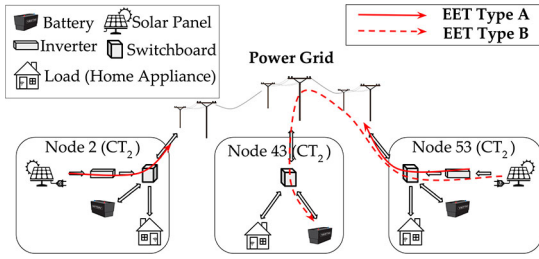 Battery
Solar Panel
Inverter
Switchboard
Load (Home Appliance)
EET Type A
EET Type B
Power Grid
Node 2 (CT2)
Node 43 (CT2)
Node 53 (CT2)